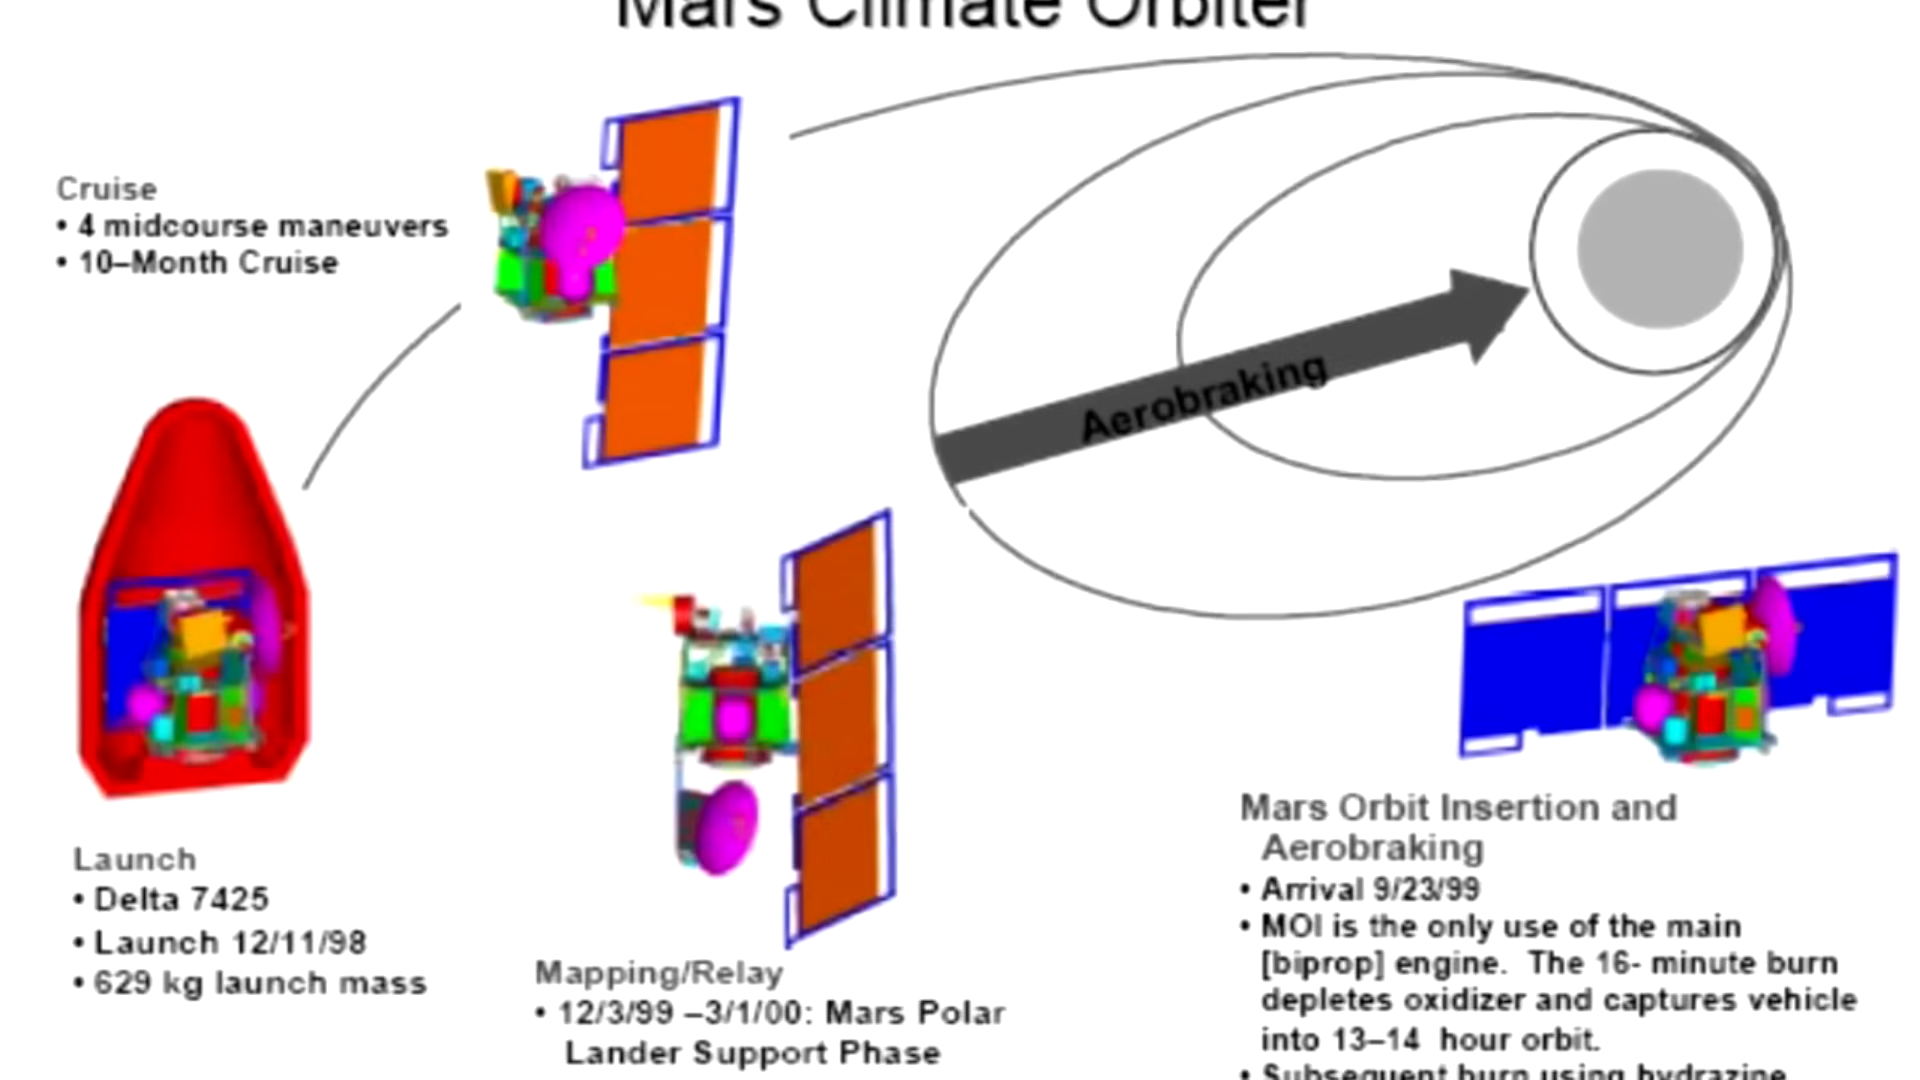 Mars Climate Orbiter
Cruise
• 4 midcourse maneuvers
• 10–Month Cruise
Aerobraking
Launch
• Delta 7425
• Launch 12/11/98
• 629 kg launch mass
Mapping/Relay
• 12/3/99 –3/1/00: Mars Polar
Lander Support Phase
Mars Orbit Insertion and
Aerobraking
• Arrival 9/23/99
• MOI is the only use of the main
[biprop] engine. The 16- minute burn
depletes oxidizer and captures vehicle
into 13–14 hour orbit.
• Subsequent burn using hydrazine